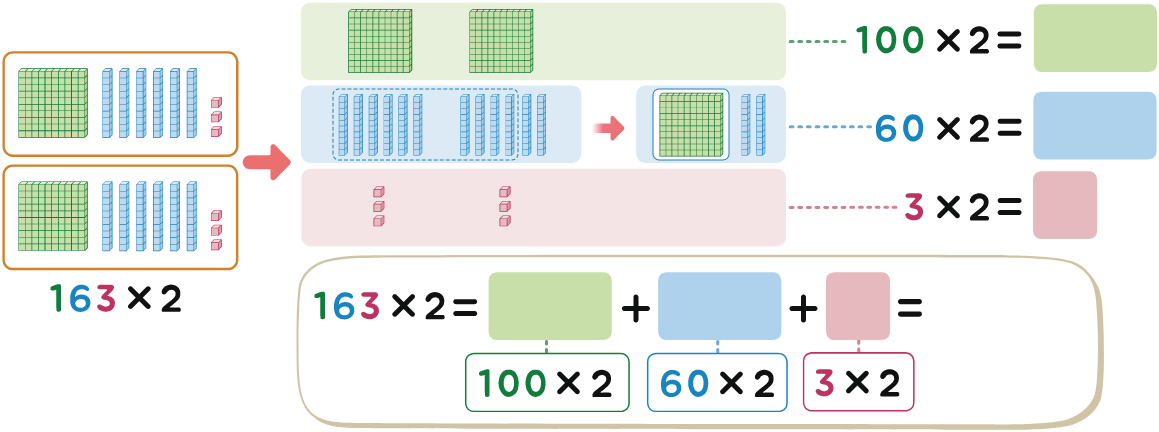 100 × 2 =
60 × 2 =
3 × 2 =
163 × 2
163 × 2 = + + =
100 × 2
60 × 2
3 × 2